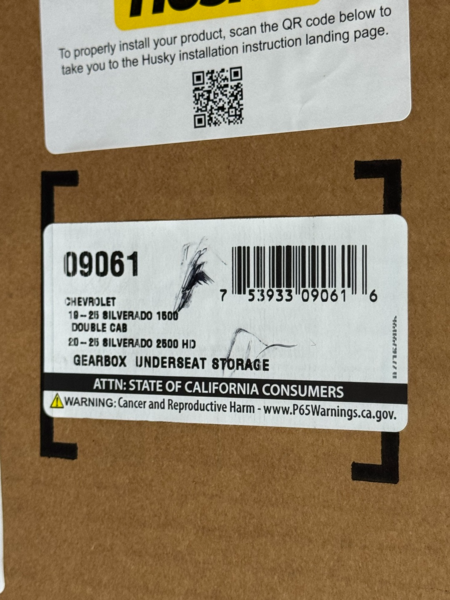 To properly install your product, scan the QR code below to
take you to the Husky installation instruction landing page.
09061
CHEVROLET
19-25 SILVERADO 1500
DOUBLE CAB
20-25 SILVERADO 2500 HD
GEARBOX UNDERSEAT STORAGE
7 53933 09061 6
ATTN: STATE OF CALIFORNIA CONSUMERS
WARNING: Cancer and Reproductive Harm - www.P65Warnings.ca.gov.